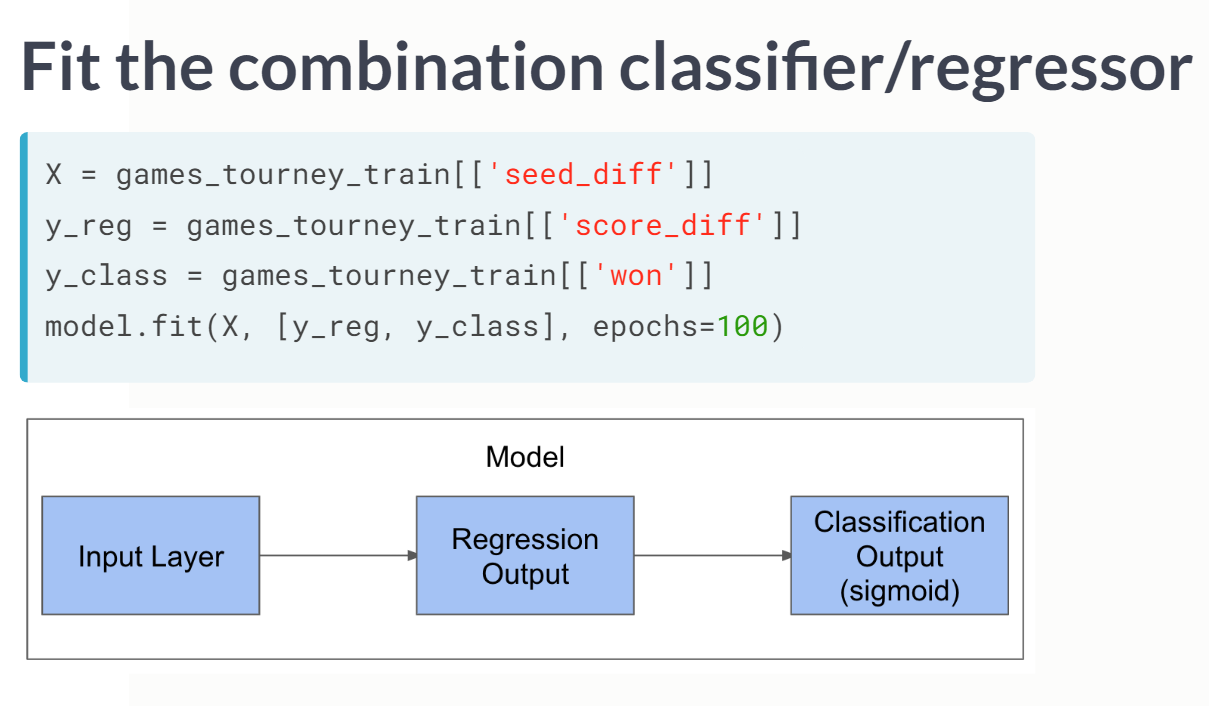 Fit the combination classifier/regressor
X = games_tourney_train[['seed_diff']]
y_reg = games_tourney_train[['score_diff']]
y_class = games_tourney_train[['won']]
model.fit(X, [y_reg, y_class], epochs=100)
Model
Input Layer
Regression
Output
Classification
Output
(sigmoid)